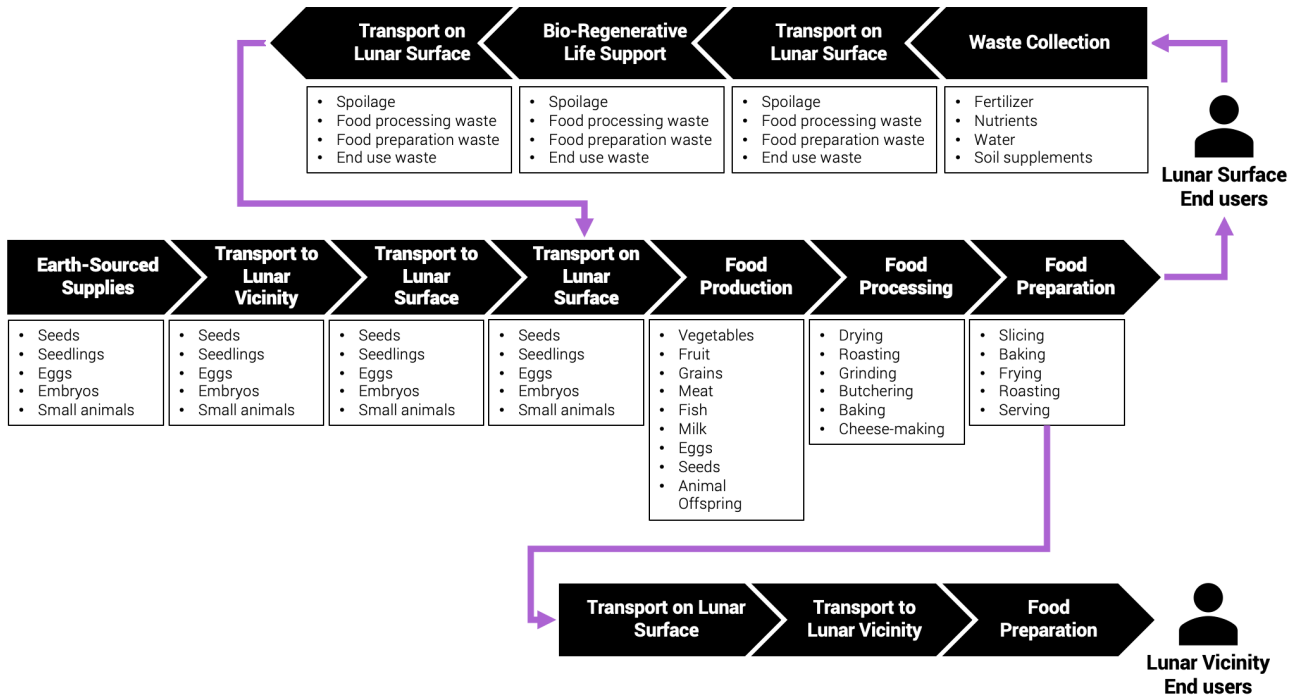 Transport on
Lunar Surface
Bio-Regenerative
Life Support
Transport on
Lunar Surface
Waste Collection
• Spoilage
• Food processing waste
• Food preparation waste
• End use waste
• Spoilage
• Food processing waste
• Food preparation waste
• End use waste
• Spoilage
• Food processing waste
• Food preparation waste
• End use waste
• Fertilizer
• Nutrients
• Water
• Soil supplements
Lunar Surface
End users
Earth-Sourced
Supplies
Transport to
Lunar
Vicinity
Transport to
Lunar
Surface
Transport on
Lunar
Surface
Food
Production
Food
Processing
Food
Preparation
• Seeds
• Seedlings
• Eggs
• Embryos
• Small animals
• Seeds
• Seedlings
• Eggs
• Embryos
• Small animals
• Seeds
• Seedlings
• Eggs
• Embryos
• Small animals
• Seeds
• Seedlings
• Eggs
• Embryos
• Small animals
• Vegetables
• Fruit
• Grains
• Meat
• Fish
• Milk
• Eggs
• Seeds
• Animal
Offspring
• Drying
• Roasting
• Grinding
• Butchering
• Baking
• Cheese-making
• Slicing
• Baking
• Frying
• Roasting
• Serving
Transport on Lunar
Surface
Transport to
Lunar Vicinity
Food
Preparation
Lunar Vicinity
End users